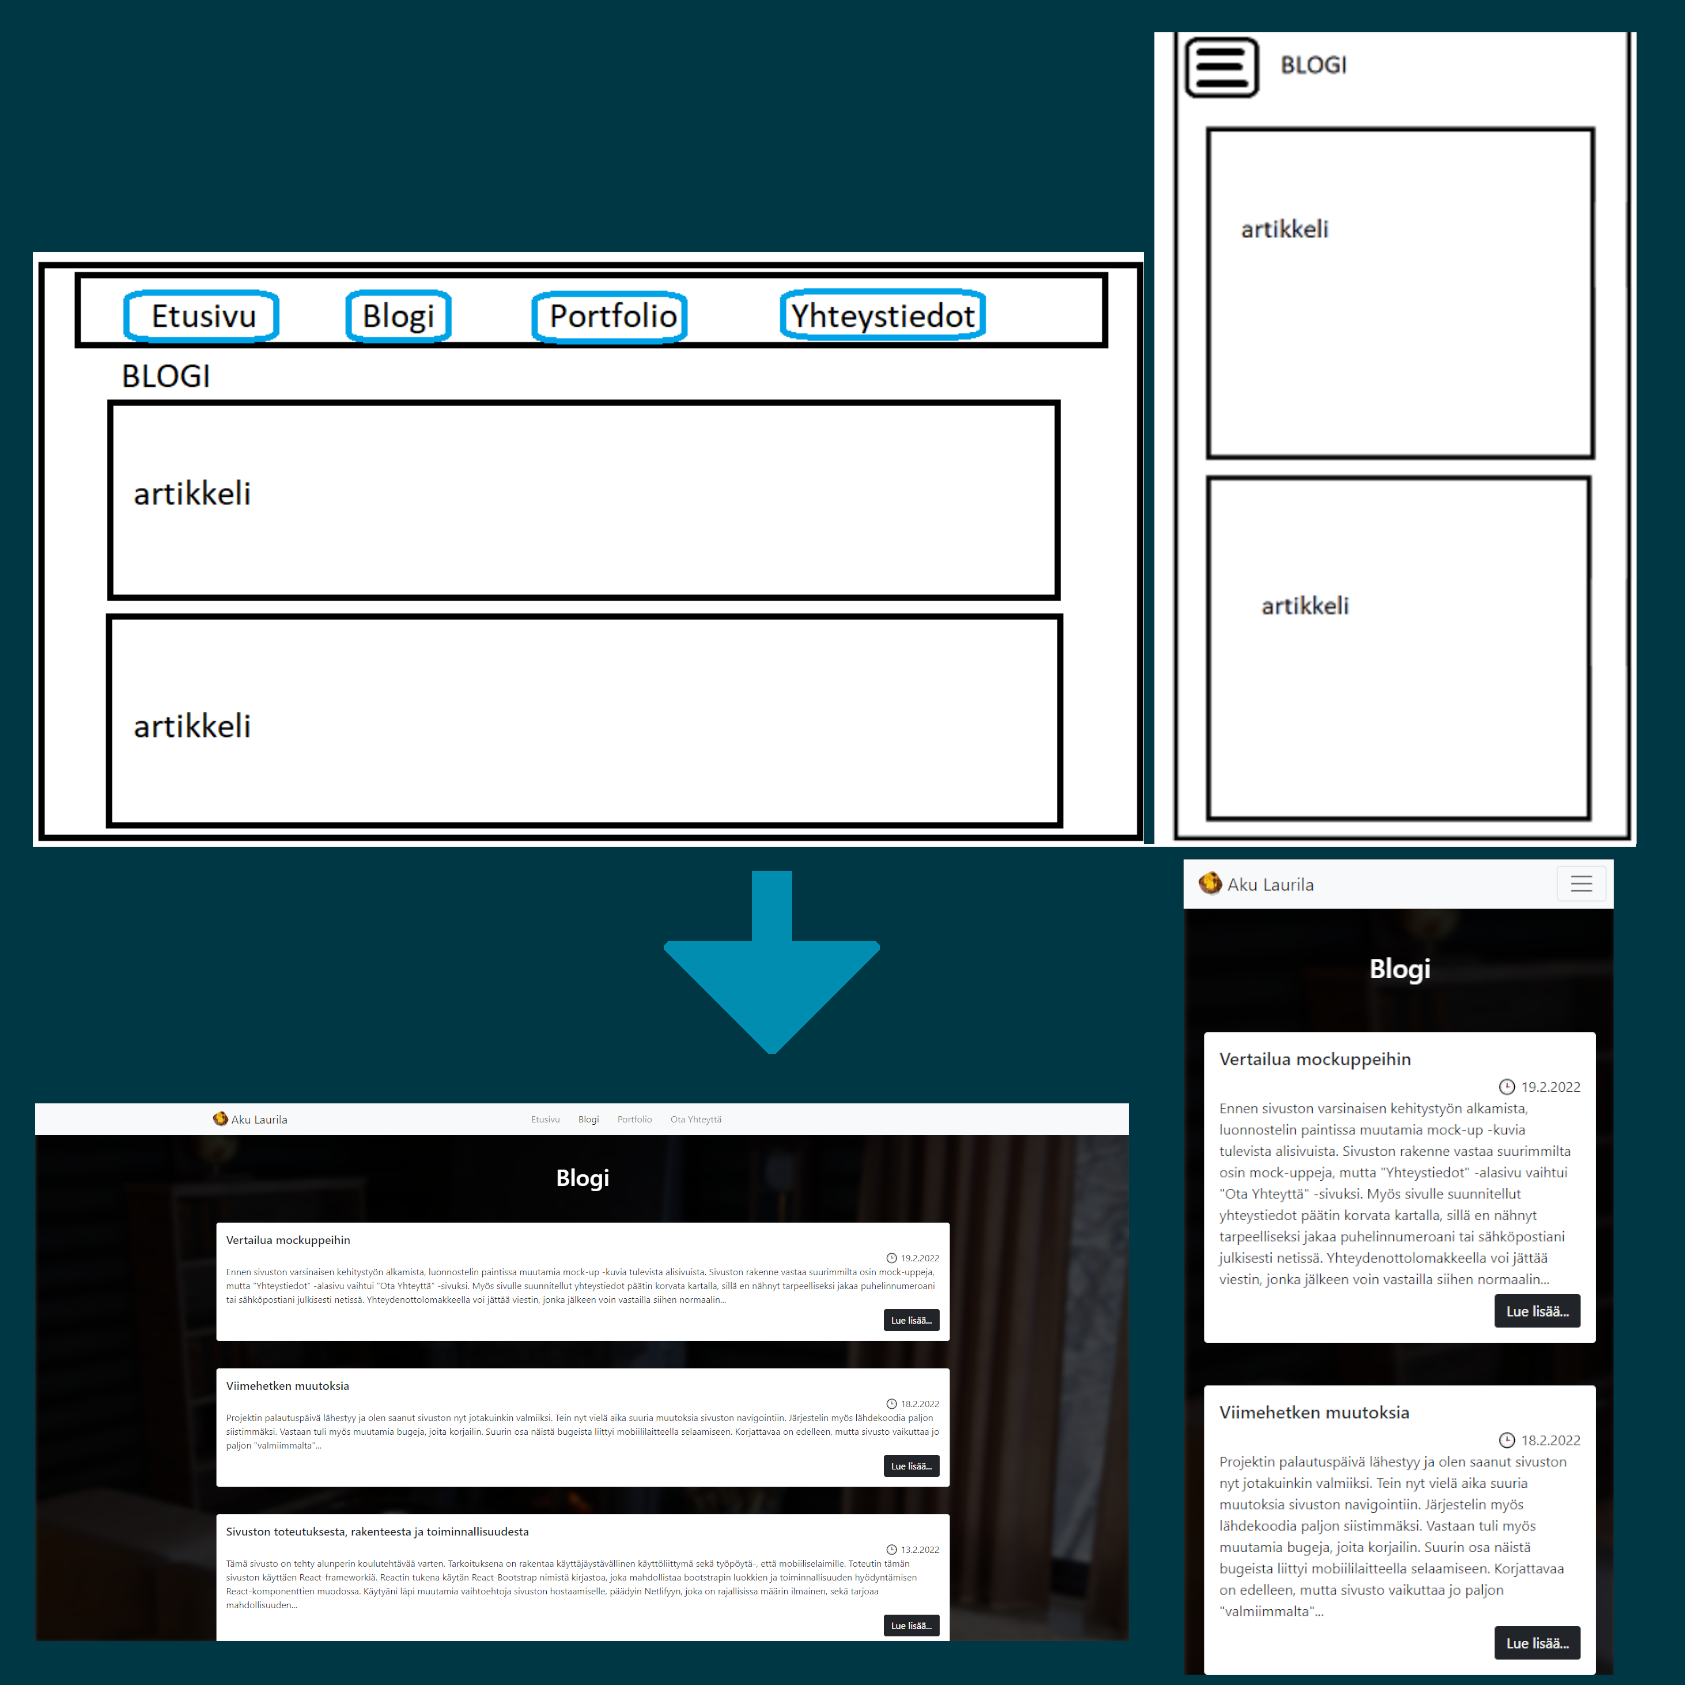 Etusivu Blogi Portfolio Yhteystiedot
BLOGI
artikkeli
artikkeli
BLOGI
artikkeli
artikkeli
Aku Laurila Etusivu Blogi Portfolio Ota Yhteyttä
Blogi
Vertailua mockuppeihin
19.2.2022
Ennen sivuston varsinaisen kehitystyön alkamista, luonnostelin paintissa muutamia mock-up -kuvia tulevista alisivuista. Sivuston rakenne vastaa suurimmilta osin mock-uppeja,
mutta "Yhteystiedot" -alasivu vaihtui "Ota Yhteyttä" -sivuksi. Myös sivulle suunnitellut yhteystiedot päätin korvata kartalla, sillä en nähnyt tarpeelliseksi jakaa puhelinnumeroani
tai sähköpostiani julkisesti netissä. Yhteydenottolomakkeella voi jättää viestin, jonka jälkeen voin vastailla siihen normaalin...
Lue lisää...
Viimehetken muutoksia
18.2.2022
Projektin palautuspäivä lähestyy ja olen saanut sivuston nyt jotakuinkin valmiiksi. Tein nyt vielä aika suuria muutoksia sivuston navigointiin. Järjestelin myös lähdekoodia paljon
siistimmäksi. Vastaan tuli myös muutamia bugeja, joita korjailin. Suurin osa näistä bugeista liittyi mobiililaitteella selaamiseen. Korjattavaa on edelleen, mutta sivusto vaikuttaa jo
paljon "valmiimmalta"...
Lue lisää...
Sivuston toteutuksesta, rakenteesta ja toiminnallisuudesta
13.2.2022
Tämä sivusto on tehty alunperin koulutehtävää varten. Tarkoituksena on rakentaa käyttäjäystävällinen käyttöliittymä sekä työpöytä-, että mobiiliselaimille. Toteutin tämän
sivuston käyttäen React-frameworkiä. Reactin tukena käytän React-Bootstrap nimistä kirjastoa, joka mahdollistaa bootstrapin luokkien ja toiminnallisuuden hyödyntämisen
React-komponenttien muodossa. Käytyäni läpi muutamia vaihtoehtoja sivuston hostaamiselle, päädyin Netlifyyn, joka on rajallisissa määrin ilmainen, sekä tarjoaa
mahdollisuuden...
Lue lisää...
Aku Laurila
Blogi
Vertailua mockuppeihin
19.2.2022
Ennen sivuston varsinaisen kehitystyön alkamista,
luonnostelin paintissa muutamia mock-up -kuvia
tulevista alisivuista. Sivuston rakenne vastaa suurimmilta
osin mock-uppeja, mutta "Yhteystiedot" -alasivu vaihtui
"Ota Yhteyttä" -sivuksi. Myös sivulle suunnitellut
yhteystiedot päätin korvata kartalla, sillä en nähnyt
tarpeelliseksi jakaa puhelinnumeroani tai sähköpostiani
julkisesti netissä. Yhteydenottolomakkeella voi jättää
viestin, jonka jälkeen voin vastailla siihen normaalin...
Lue lisää...
Viimehetken muutoksia
18.2.2022
Projektin palautuspäivä lähestyy ja olen saanut sivuston
nyt jotakuinkin valmiiksi. Tein nyt vielä aika suuria
muutoksia sivuston navigointiin. Järjestelin myös
lähdekoodia paljon siistimmäksi. Vastaan tuli myös
muutamia bugeja, joita korjailin. Suurin osa näistä
bugeista liittyi mobiililaitteella selaamiseen. Korjattavaa
on edelleen, mutta sivusto vaikuttaa jo paljon
"valmiimmalta"...
Lue lisää...